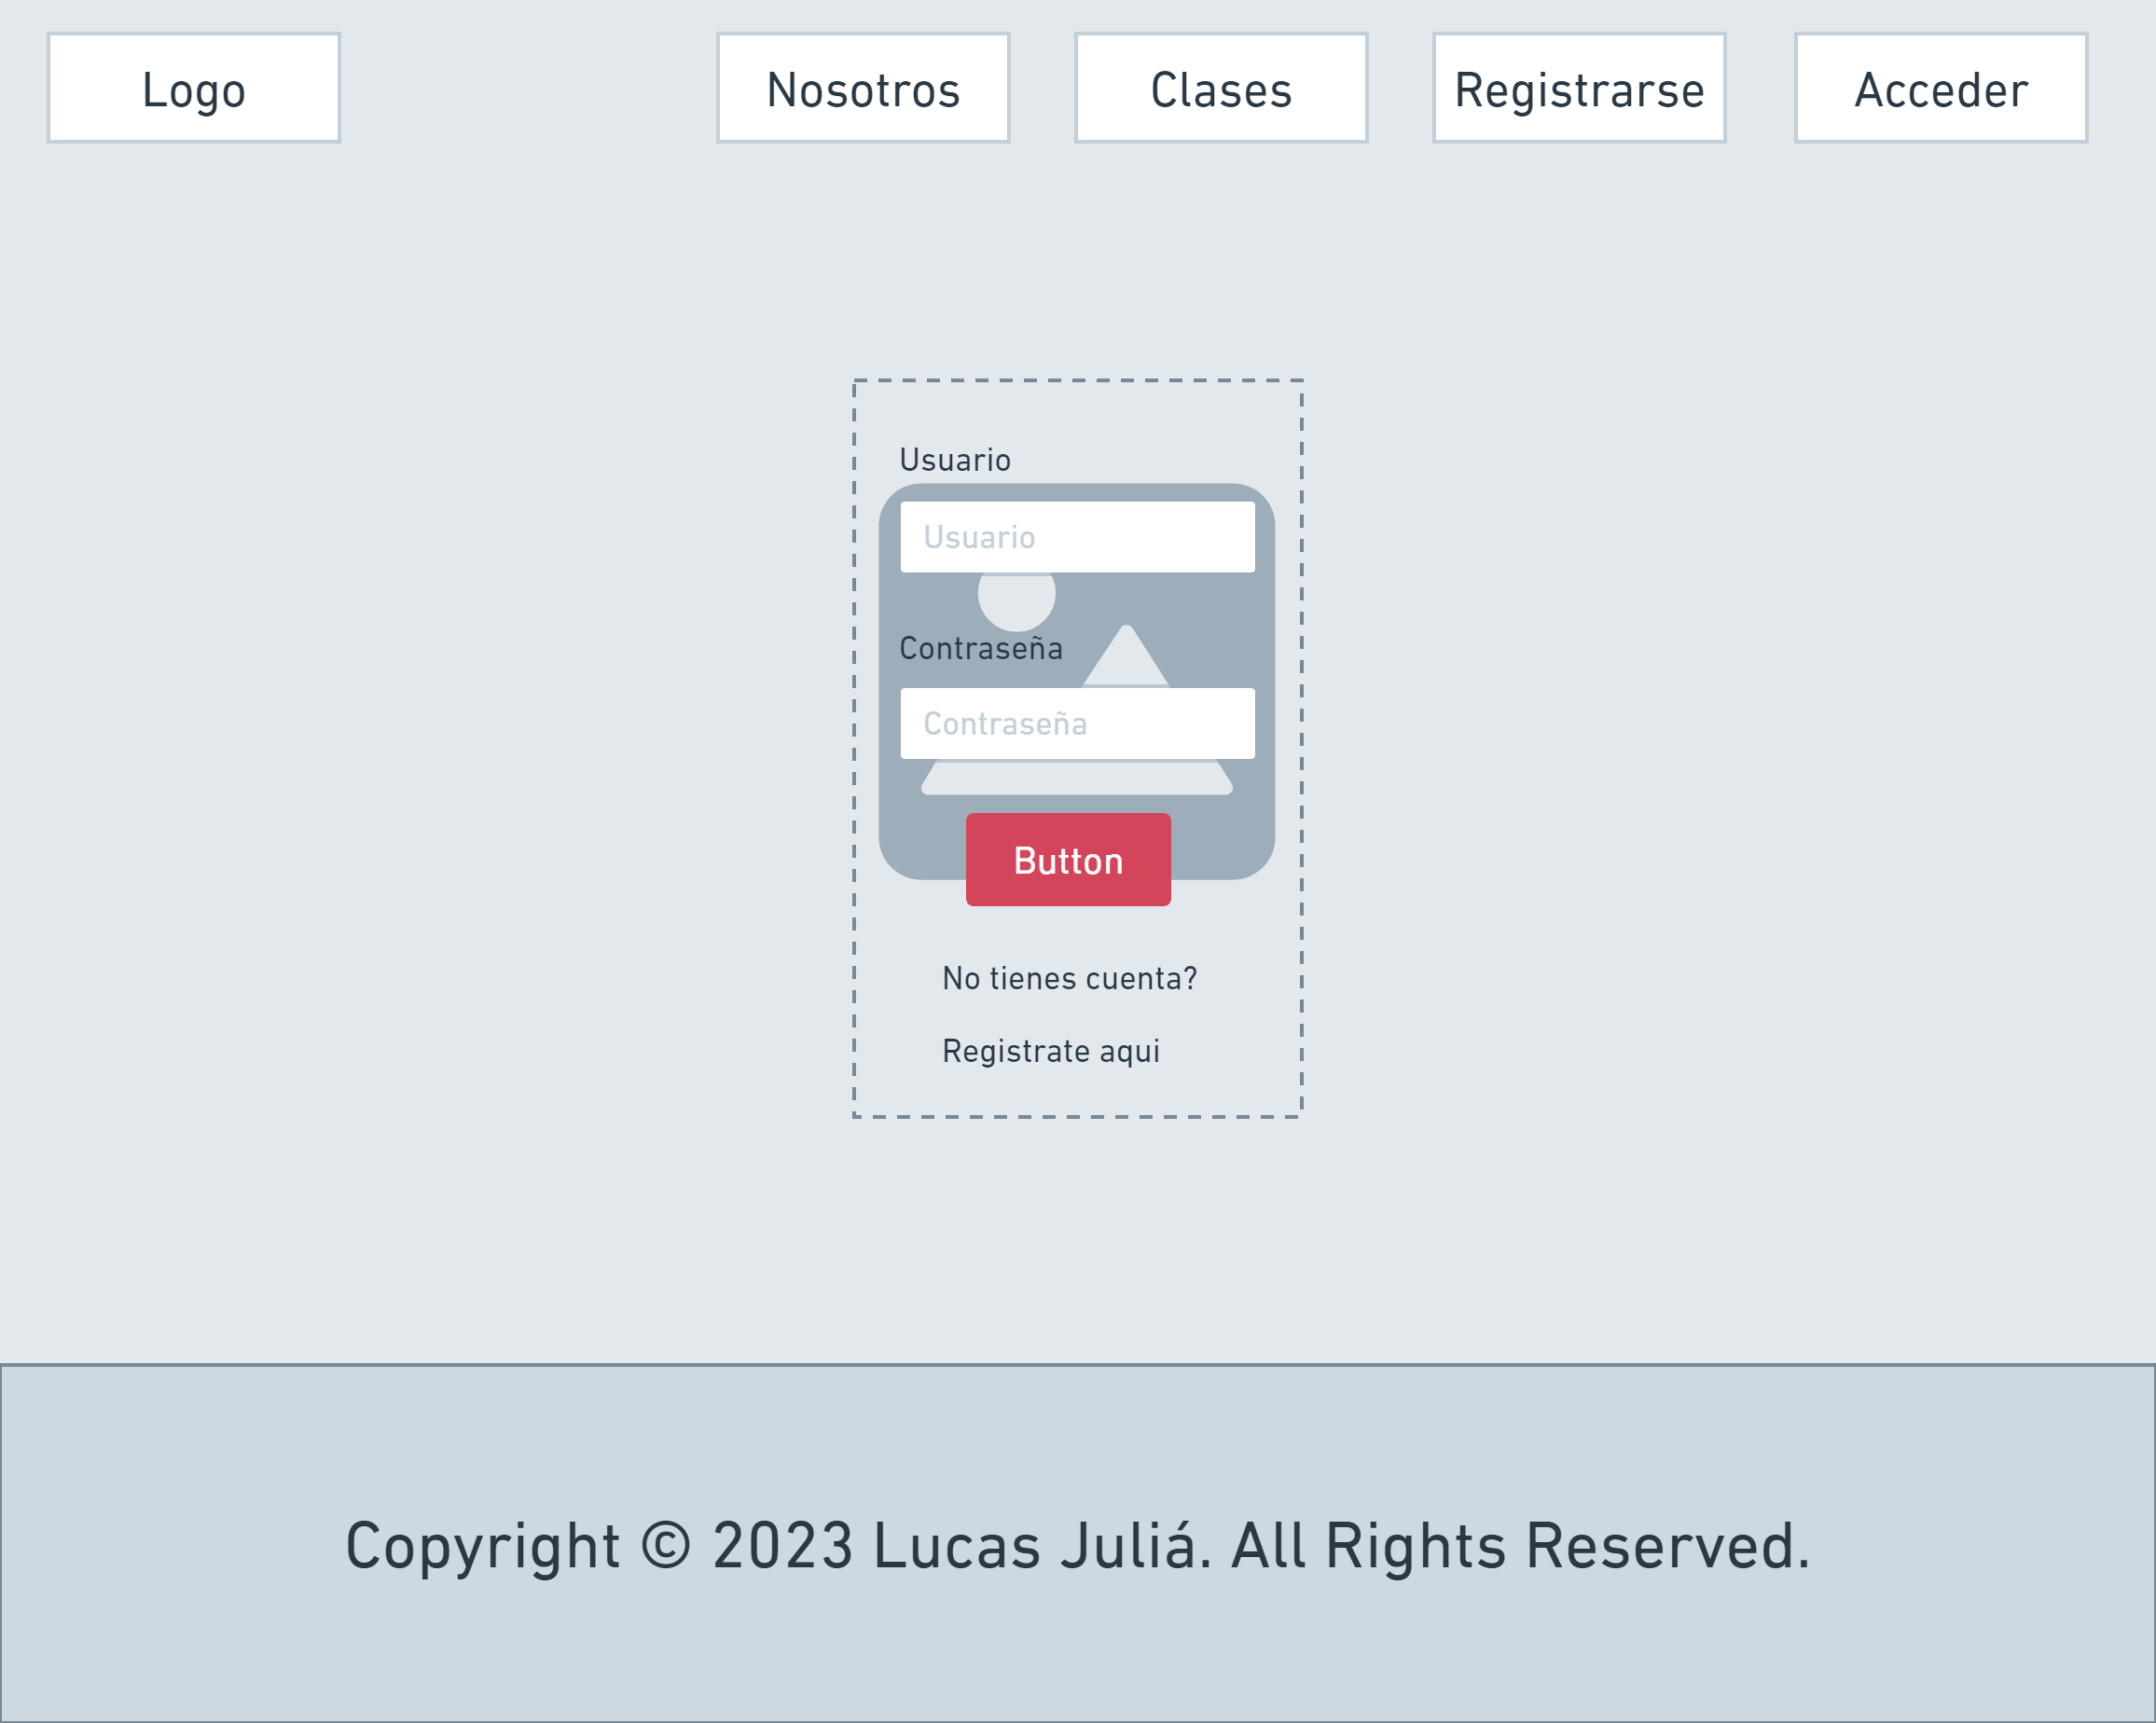 Logo
Nosotros
Clases
Registrarse
Acceder
Usuario
Usuario
Contraseña
Contraseña
Button
No tienes cuenta?
Registrate aqui
Copyright © 2023 Lucas Juliá. All Rights Reserved.